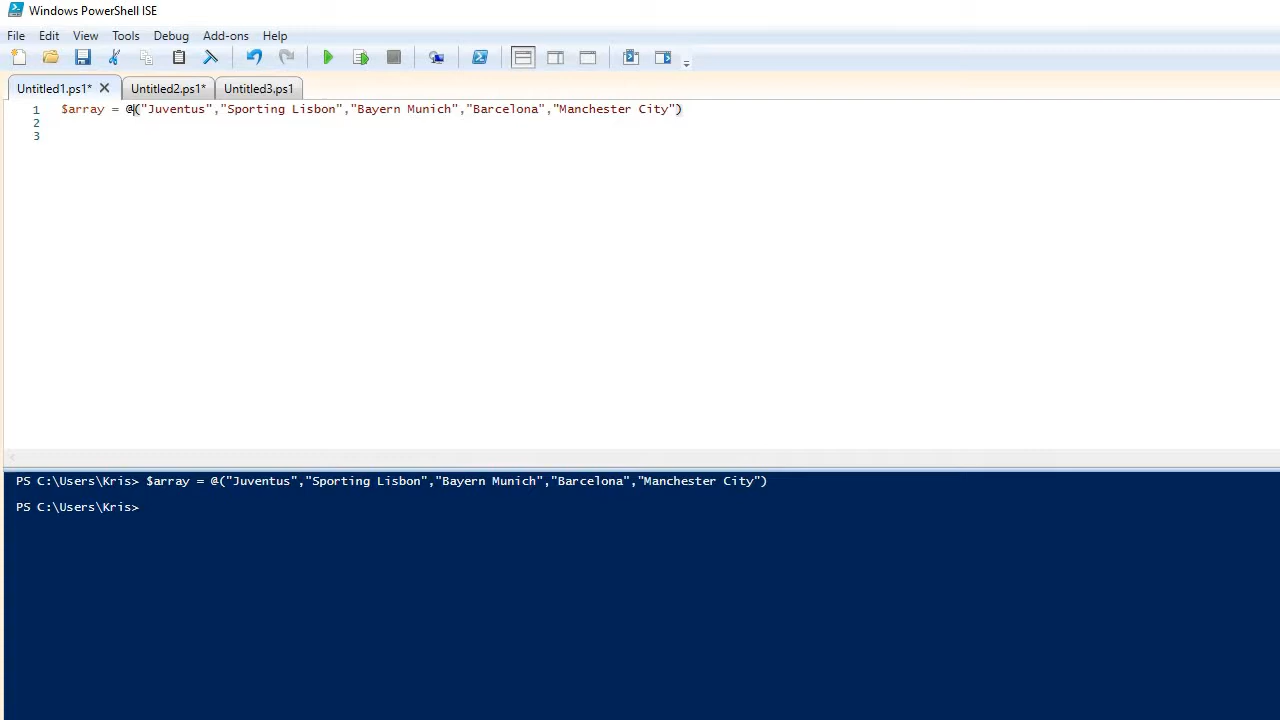 Windows PowerShell ISE
File Edit View Tools Debug Add-ons Help
Untitled1.ps1* Untitled2.ps1* Untitled3.ps1
1 $array = @("Juventus","Sporting Lisbon","Bayern Munich","Barcelona","Manchester City")
2
3
PS C:\Users\Kris> $array = @("Juventus","Sporting Lisbon","Bayern Munich","Barcelona","Manchester City")
PS C:\Users\Kris>